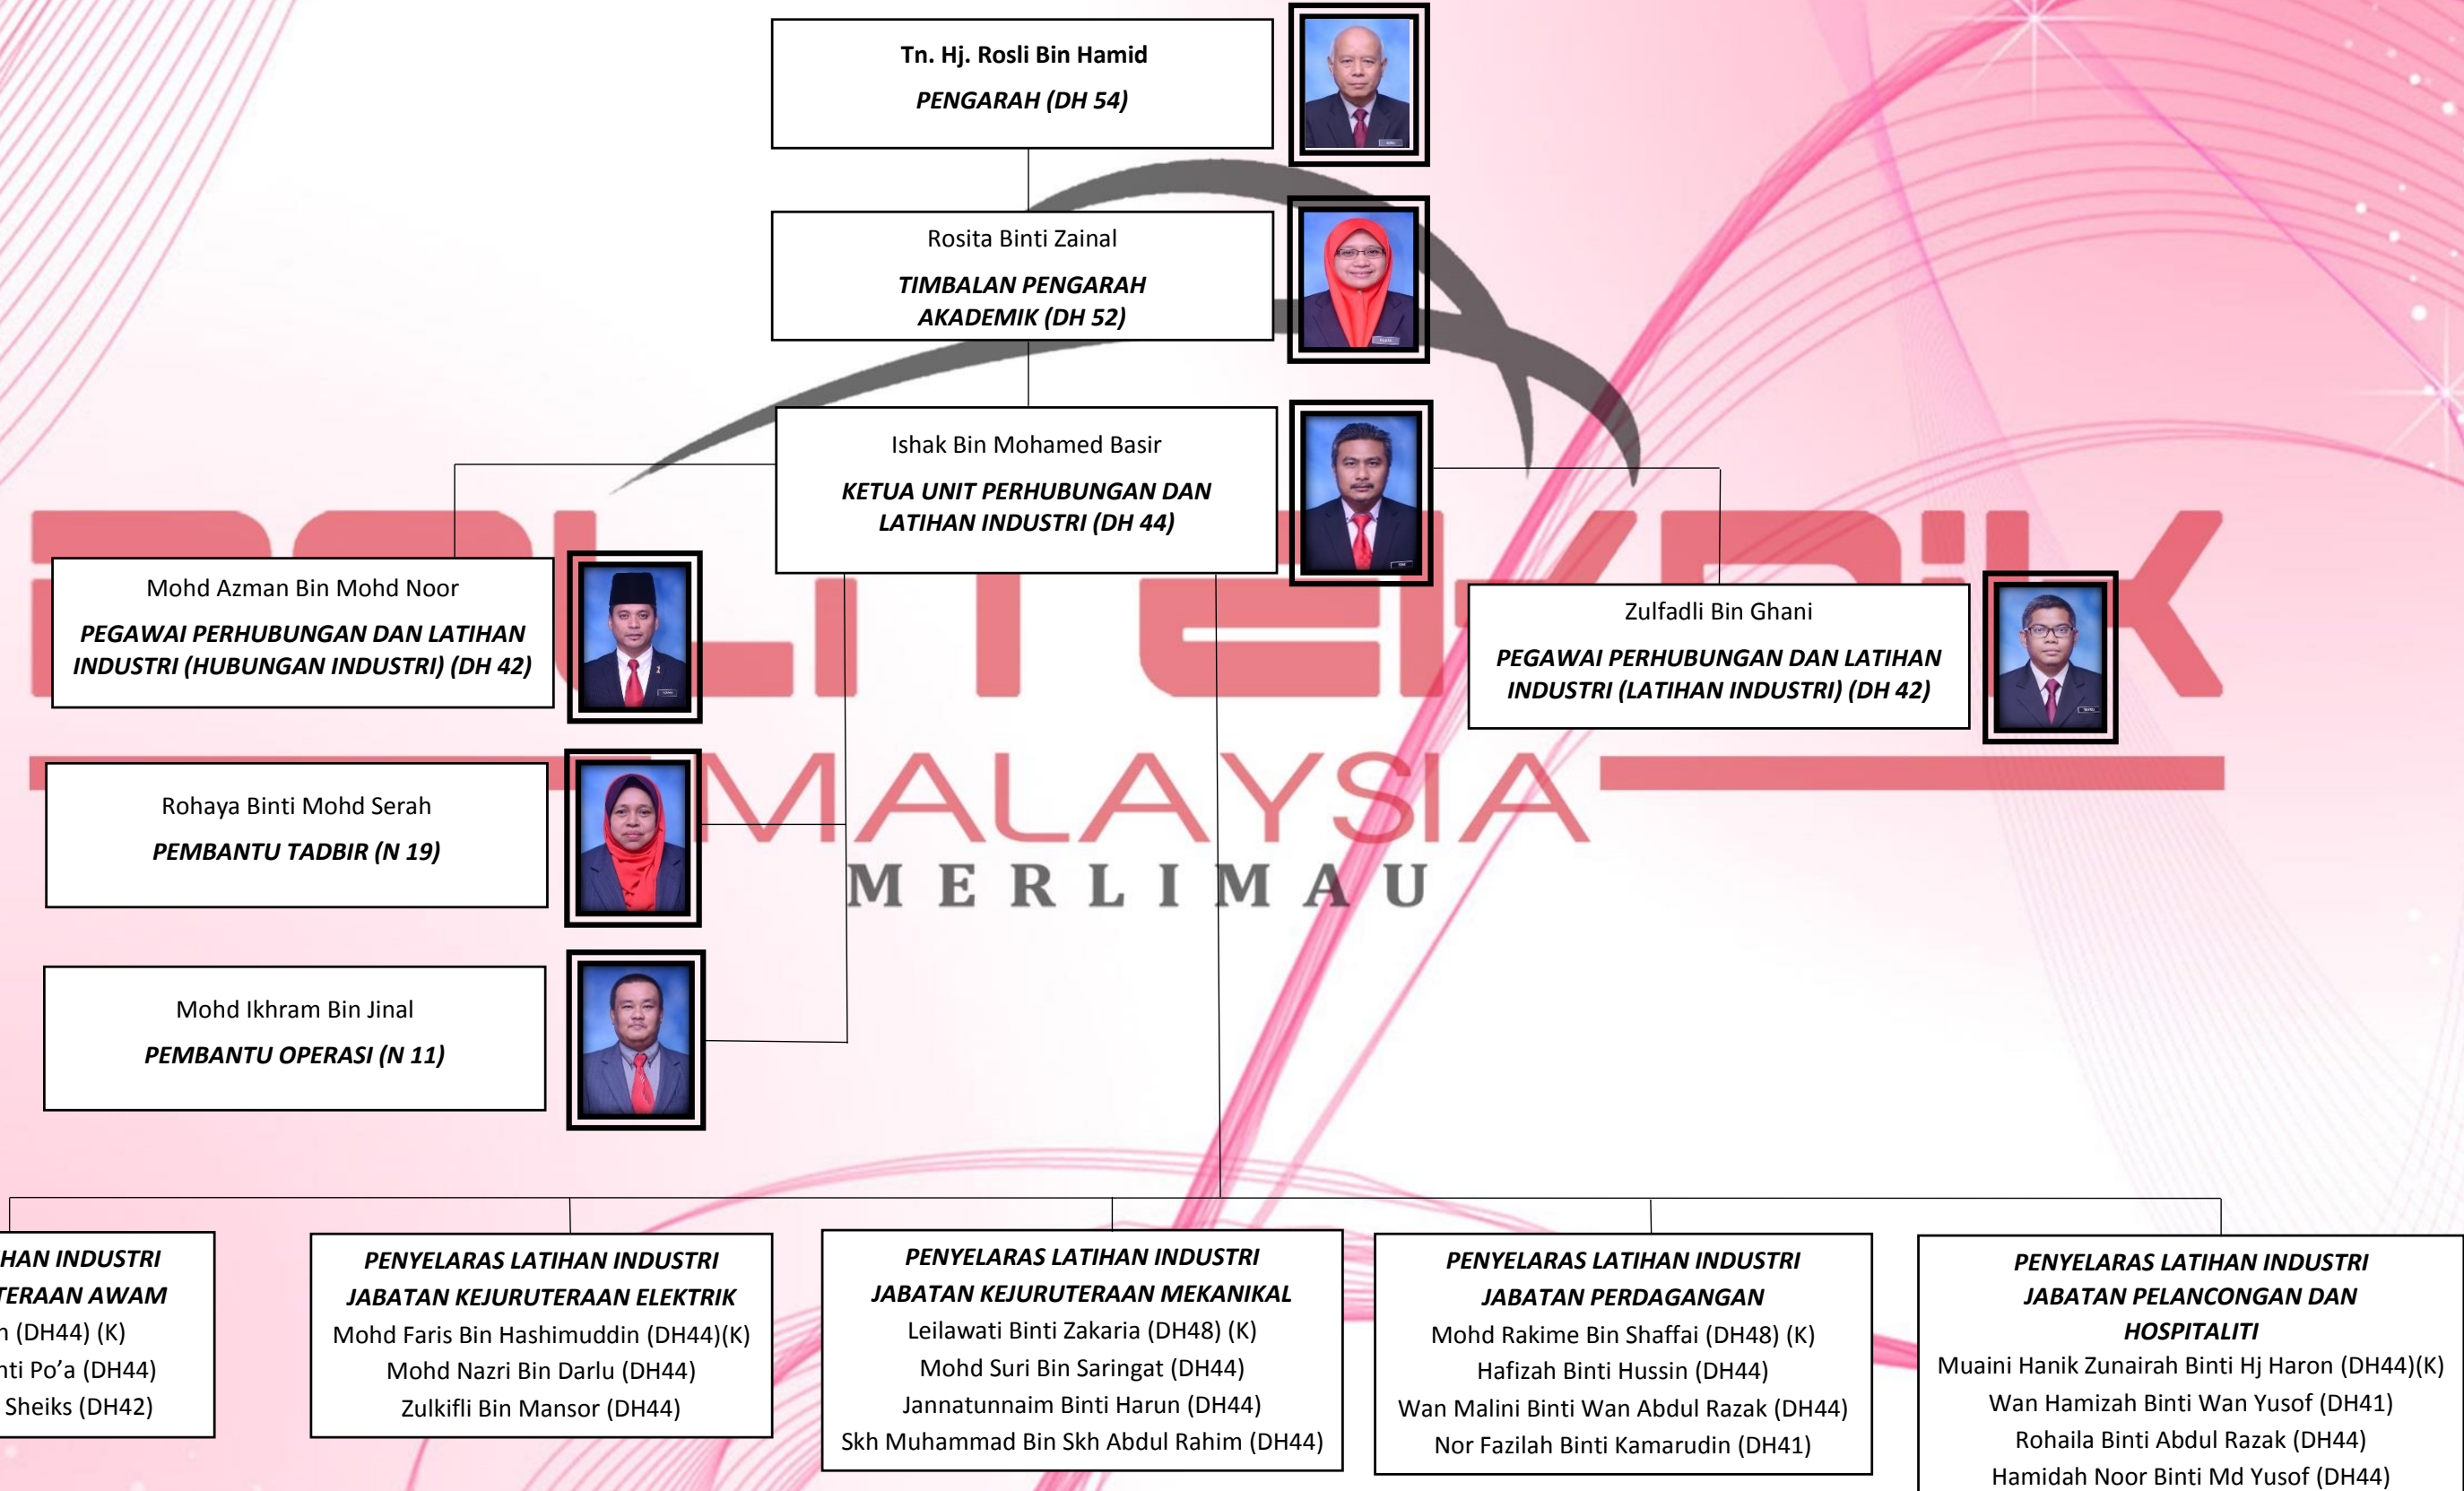 Tn. Hj. Rosli Bin Hamid
PENGARAH (DH 54)
Rosita Binti Zainal
TIMBALAN PENGARAH
AKADEMIK (DH 52)
Ishak Bin Mohamed Basir
KETUA UNIT PERHUBUNGAN DAN
LATIHAN INDUSTRI (DH 44)
Mohd Azman Bin Mohd Noor
PEGAWAI PERHUBUNGAN DAN LATIHAN
INDUSTRI (HUBUNGAN INDUSTRI) (DH 42)
Zulfadli Bin Ghani
PEGAWAI PERHUBUNGAN DAN LATIHAN
INDUSTRI (LATIHAN INDUSTRI) (DH 42)
Rohaya Binti Mohd Serah
PEMBANTU TADBIR (N 19)
Mohd Ikhram Bin Jinal
PEMBANTU OPERASI (N 11)
MALAYSIA
MERLIMAU
INDUSTRI
AWAM
(DH44) (K)
Po’a (DH44)
Sheiks (DH42)
PENYELARAS LATIHAN INDUSTRI
JABATAN KEJURUTERAAN ELEKTRIK
Mohd Faris Bin Hashimuddin (DH44)(K)
Mohd Nazri Bin Darlu (DH44)
Zulkifli Bin Mansor (DH44)
PENYELARAS LATIHAN INDUSTRI
JABATAN KEJURUTERAAN MEKANIKAL
Leilawati Binti Zakaria (DH48) (K)
Mohd Suri Bin Saringat (DH44)
Jannatunnaim Binti Harun (DH44)
Skh Muhammad Bin Skh Abdul Rahim (DH44)
PENYELARAS LATIHAN INDUSTRI
JABATAN PERDAGANGAN
Mohd Rakime Bin Shaffai (DH48) (K)
Hafizah Binti Hussin (DH44)
Wan Malini Binti Wan Abdul Razak (DH44)
Nor Fazilah Binti Kamarudin (DH41)
PENYELARAS LATIHAN INDUSTRI
JABATAN PELANCONGAN DAN
HOSPITALITI
Muaini Hanik Zunairah Binti Hj Haron (DH44)(K)
Wan Hamizah Binti Wan Yusof (DH41)
Rohaila Binti Abdul Razak (DH44)
Hamidah Noor Binti Md Yusof (DH44)